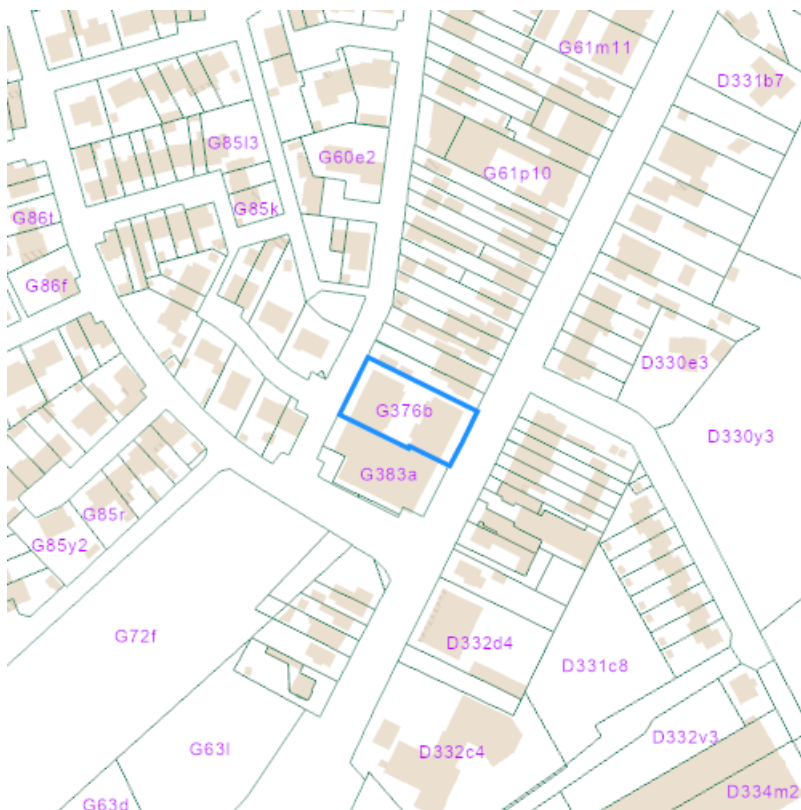 G61m11
D331b7
G85l3
G60e2
G61p10
G85k
G86t
G86f
D330e3
G376b
D330y3
G383a
G85r
G85y2
G72f
D332d4
D331c8
G63l
D332v3
D332c4
D334m2
G63d